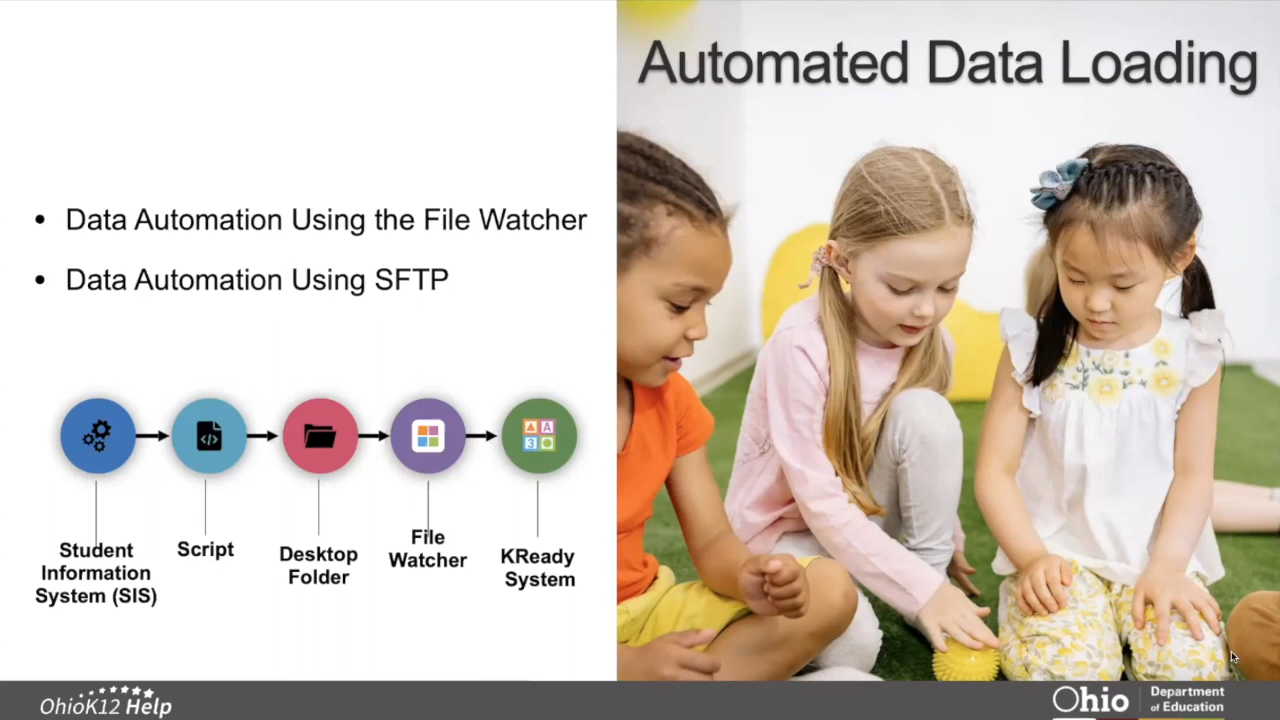 Automated Data Loading
• Data Automation Using the File Watcher
• Data Automation Using SFTP
</>
A
3
Student
Information
System (SIS)
Script
Desktop
Folder
File
Watcher
KReady
System
OhioK12 Help
Ohio
Department
of Education